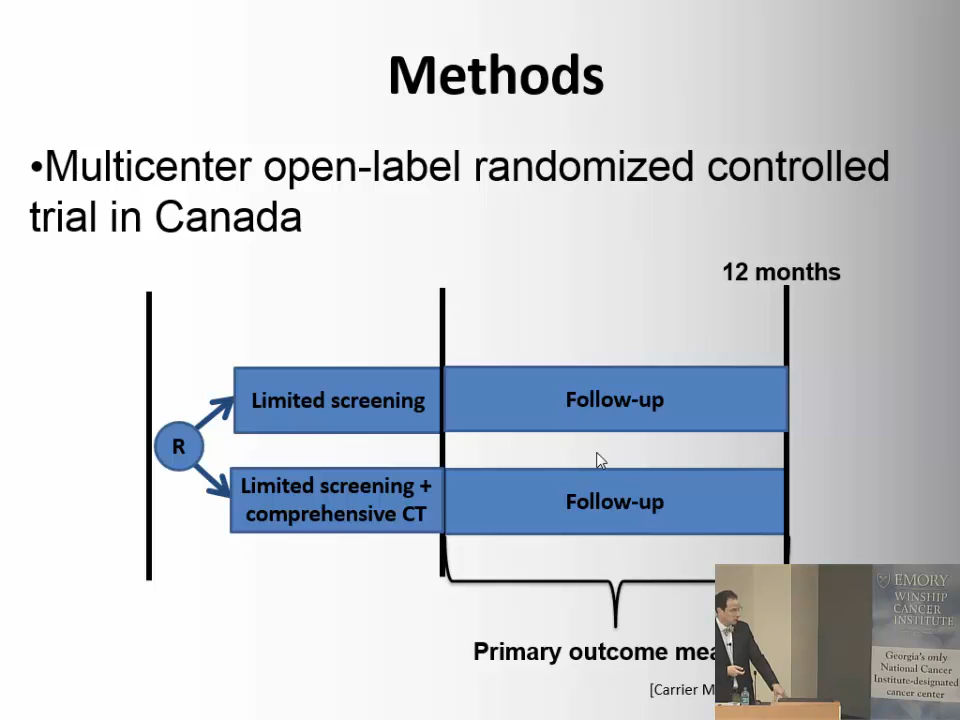 Methods
•Multicenter open-label randomized controlled
trial in Canada
12 months
Limited screening
Follow-up
R
Limited screening +
comprehensive CT
Follow-up
Primary outcome
[Carrier
EMORY
WINSHIP
CANCER
INSTITUTE
Georgia's only
National Cancer
Institute-designated
cancer center